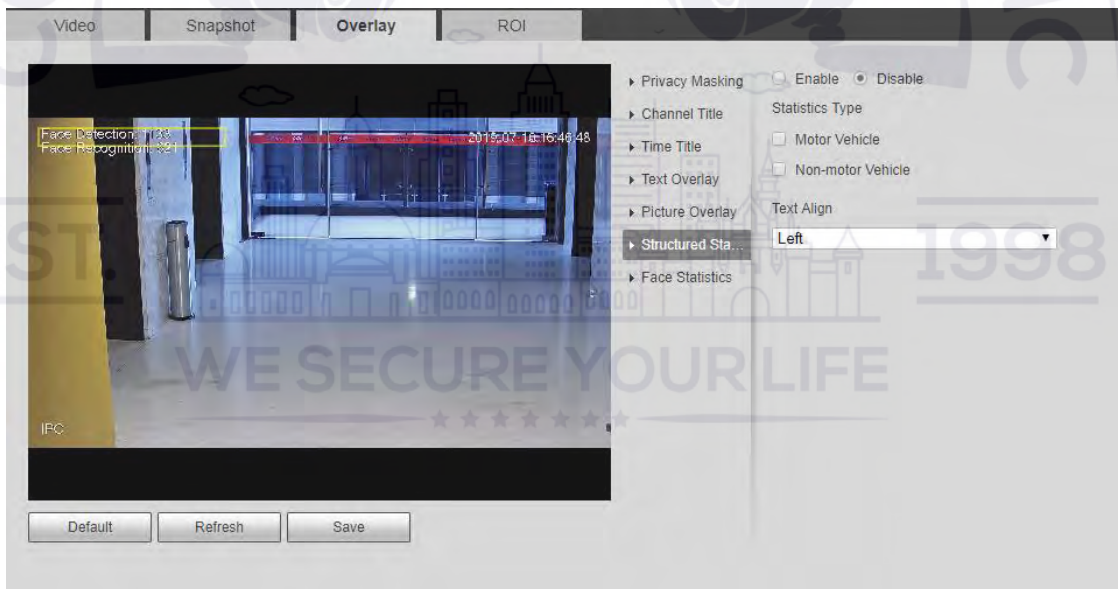 Video
Snapshot
Overlay
ROI
Face Detection:
Face Recognition: 321
IPC
Privacy Masking
Channel Title
Time Title
Text Overlay
Picture Overlay
Structured Sta...
Face Statistics
Enable
Disable
Statistics Type
Motor Vehicle
Non-motor Vehicle
Text Align
Left
Default
Refresh
Save
ST.
1998
WE SECURE YOUR LIFE